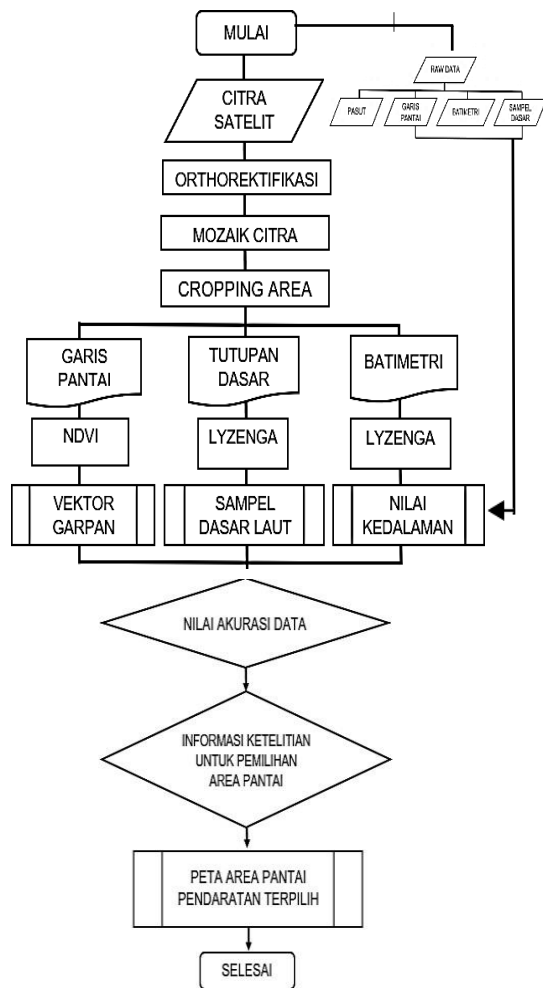 MULAI
RAW DATA
PASUT
GARIS
PANTAI
BATIMETRI
SAMPEL
DASAR
CITRA
SATELIT
ORTHOREKTIFIKASI
MOZAIK CITRA
CROPPING AREA
GARIS
PANTAI
TUTUPAN
DASAR
BATIMETRI
NDVI
LYZENGA
LYZENGA
VEKTOR
GARPAN
SAMPEL
DASAR LAUT
NILAI
KEDALAMAN
NILAI AKURASI DATA
INFORMASI KETELITIAN
UNTUK PEMILIHAN
AREA PANTAI
PETA AREA PANTAI
PENDARATAN TERPILIH
SELESAI